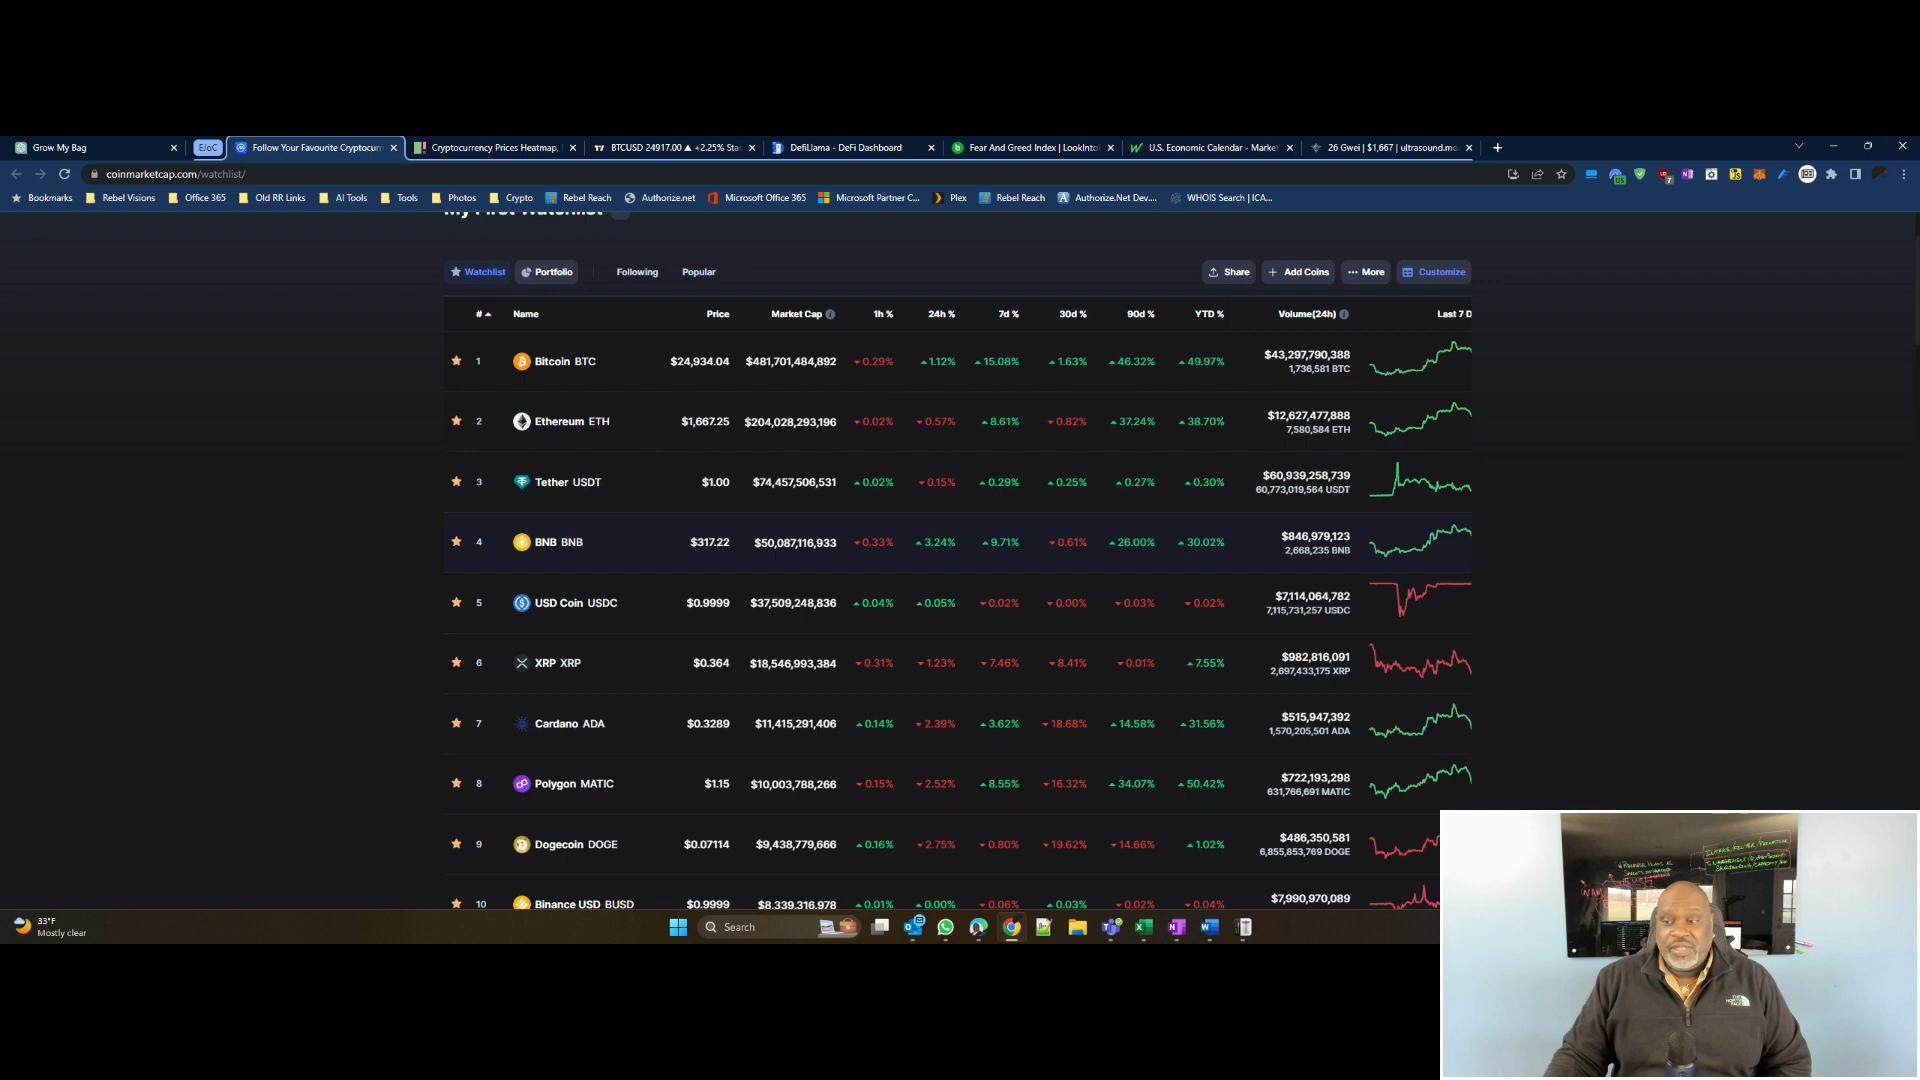 Grow My Bag
EJoC
Follow Your Favourite Cryptocurr
Cryptocurrency Prices Heatmap,
BTCUSD 24917.00 ▲ +2.25% Sta
DefiLlama - DeFi Dashboard
Fear And Greed Index | LookInto
U.S. Economic Calendar - Market
26 Gwei | $1,667 | ultrasound.mo
coinmarketcap.com/watchlist/
Bookmarks
Rebel Visions
Office 365
Old RR Links
AI Tools
Tools
Photos
Crypto
Rebel Reach
Authorize.net
Microsoft Office 365
Microsoft Partner C...
Plex
Rebel Reach
Authorize.Net Dev....
WHOIS Search | ICA...
My First Watchlist
Watchlist
Portfolio
Following
Popular
Share
Add Coins
More
Customize
# Name Price Market Cap 1h % 24h % 7d % 30d % 90d % YTD % Volume(24h) Last 7 D
1 Bitcoin BTC $24,934.04 $481,701,484,892 0.29% 1.12% 15.08% 1.63% 46.32% 49.97% $43,297,790,388
1,736,581 BTC
2 Ethereum ETH $1,667.25 $204,028,293,196 0.02% 0.57% 8.61% 0.82% 37.24% 38.70% $12,627,477,888
7,580,584 ETH
3 Tether USDT $1.00 $74,457,506,531 0.02% 0.15% 0.29% 0.25% 0.27% 0.30% $60,939,258,739
60,773,019,564 USDT
4 BNB BNB $317.22 $50,087,116,933 0.33% 3.24% 9.71% 0.61% 26.00% 30.02% $846,979,123
2,668,235 BNB
5 USD Coin USDC $0.9999 $37,509,248,836 0.04% 0.05% 0.02% 0.00% 0.03% 0.02% $7,114,064,782
7,115,731,257 USDC
6 XRP XRP $0.364 $18,546,993,384 0.31% 1.23% 7.46% 8.41% 0.01% 7.55% $982,816,091
2,697,433,175 XRP
7 Cardano ADA $0.3289 $11,415,291,406 0.14% 2.39% 3.62% 18.68% 14.58% 31.56% $515,947,392
1,570,205,501 ADA
8 Polygon MATIC $1.15 $10,003,788,266 0.15% 2.52% 8.55% 16.32% 34.07% 50.42% $722,193,298
631,766,691 MATIC
9 Dogecoin DOGE $0.07114 $9,438,779,666 0.16% 2.75% 0.80% 19.62% 14.66% 1.02% $486,350,581
6,855,853,769 DOGE
10 Binance USD BUSD $0.9999 $8,339,316,978 0.01% 0.00% 0.06% 0.03% 0.02% 0.04% $7,990,970,089
33°F
Mostly clear
Search
THE
NORTH
FACE